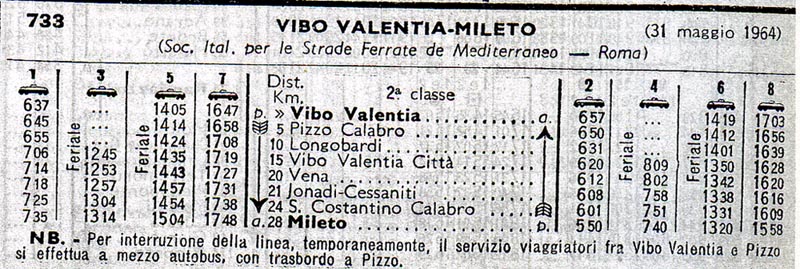 733 VIBO VALENTIA-MILETO (31 maggio 1964)
(Soc. Ital. per le Strade Ferrate de Mediterraneo — Roma)
1 3 5 7 Dist. Km. 2ª classe 2 4 6 8
637 ... 1405 1647 p. » Vibo Valentia a. 657 ... 1419 1703
645 ... 1414 1658 5 Pizzo Calabro 650 ... 1412 1656
655 ... 1424 1708 10 Longobardi 631 ... 1401 1639
706 Feriale 1245 Feriale 1435 1719 15 Vibo Valentia Città 620 Feriale 809 Feriale 1350 1628
714 1253 1443 1727 20 Vena 612 802 1342 1620
718 1257 1457 1731 21 Jonadi-Cessaniti 608 758 1338 1616
725 1304 1454 1738 24 S. Costantino Calabro 601 751 1331 1609
735 1314 1504 1748 a. 28 Mileto 550 740 1320 1558
NB. - Per interruzione della linea, temporaneamente, il servizio viaggiatori fra Vibo Valentia e Pizzo
si effettua a mezzo autobus, con trasbordo a Pizzo.